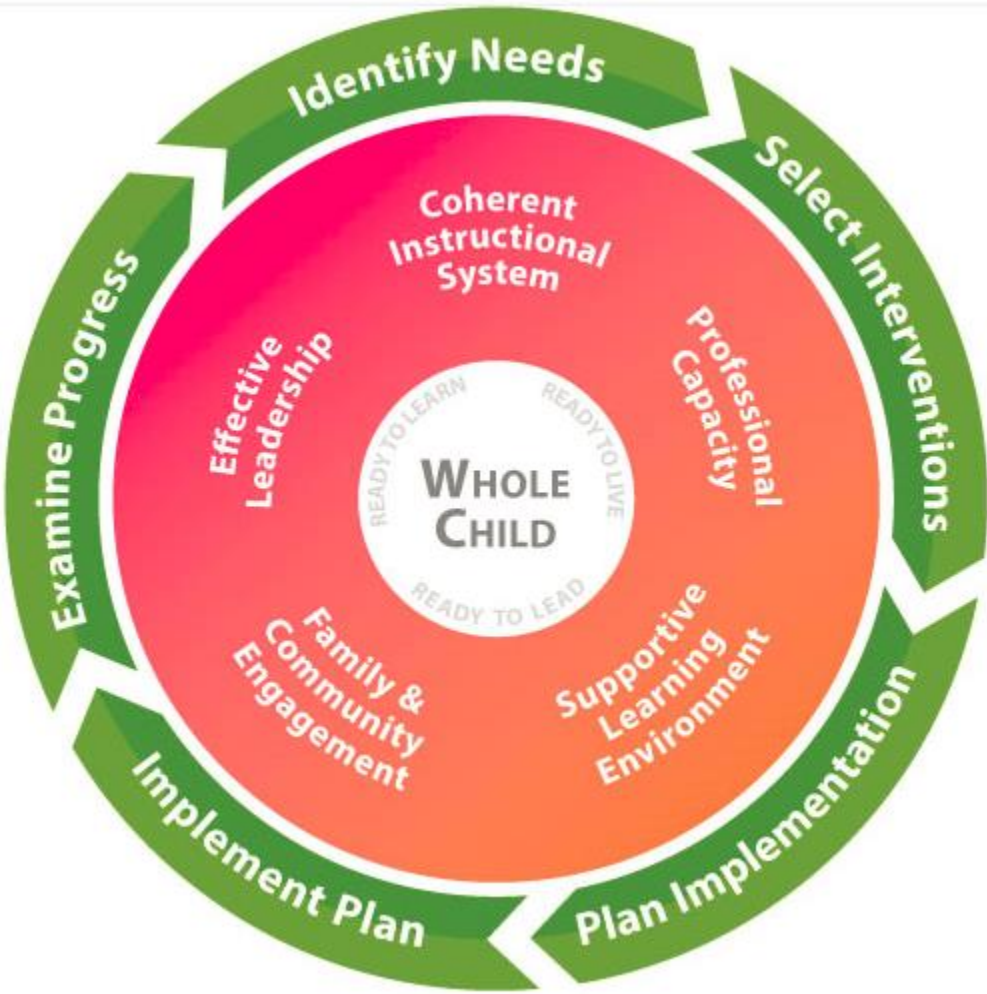 Identify Needs
Select Interventions
Plan Implementation
Implement Plan
Examine Progress
Coherent
Instructional
System
Professional
Capacity
Supportive
Learning
Environment
Family &
Community
Engagement
Effective
Leadership
READY TO LEARN
READY TO LIVE
READY TO LEAD
WHOLE
CHILD